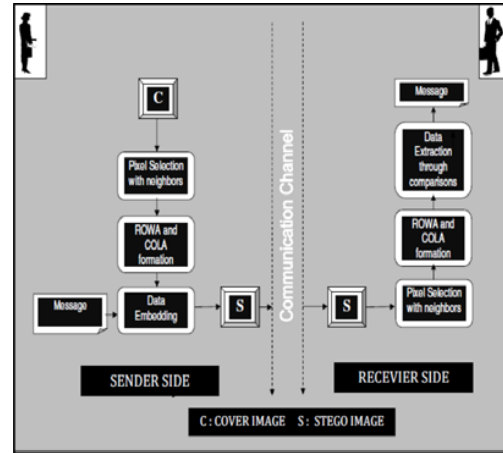 C
Pixel Selection
with neighbors
ROWA and
COLA
formation
Message
Data
Embedding
S
SENDER SIDE
Communication Channel
Message
Data
Extraction
through
comparisons
ROWA and
COLA
formation
S
Pixel Selection
with neighbors
RECEVIER SIDE
C : COVER IMAGE S : STEGO IMAGE